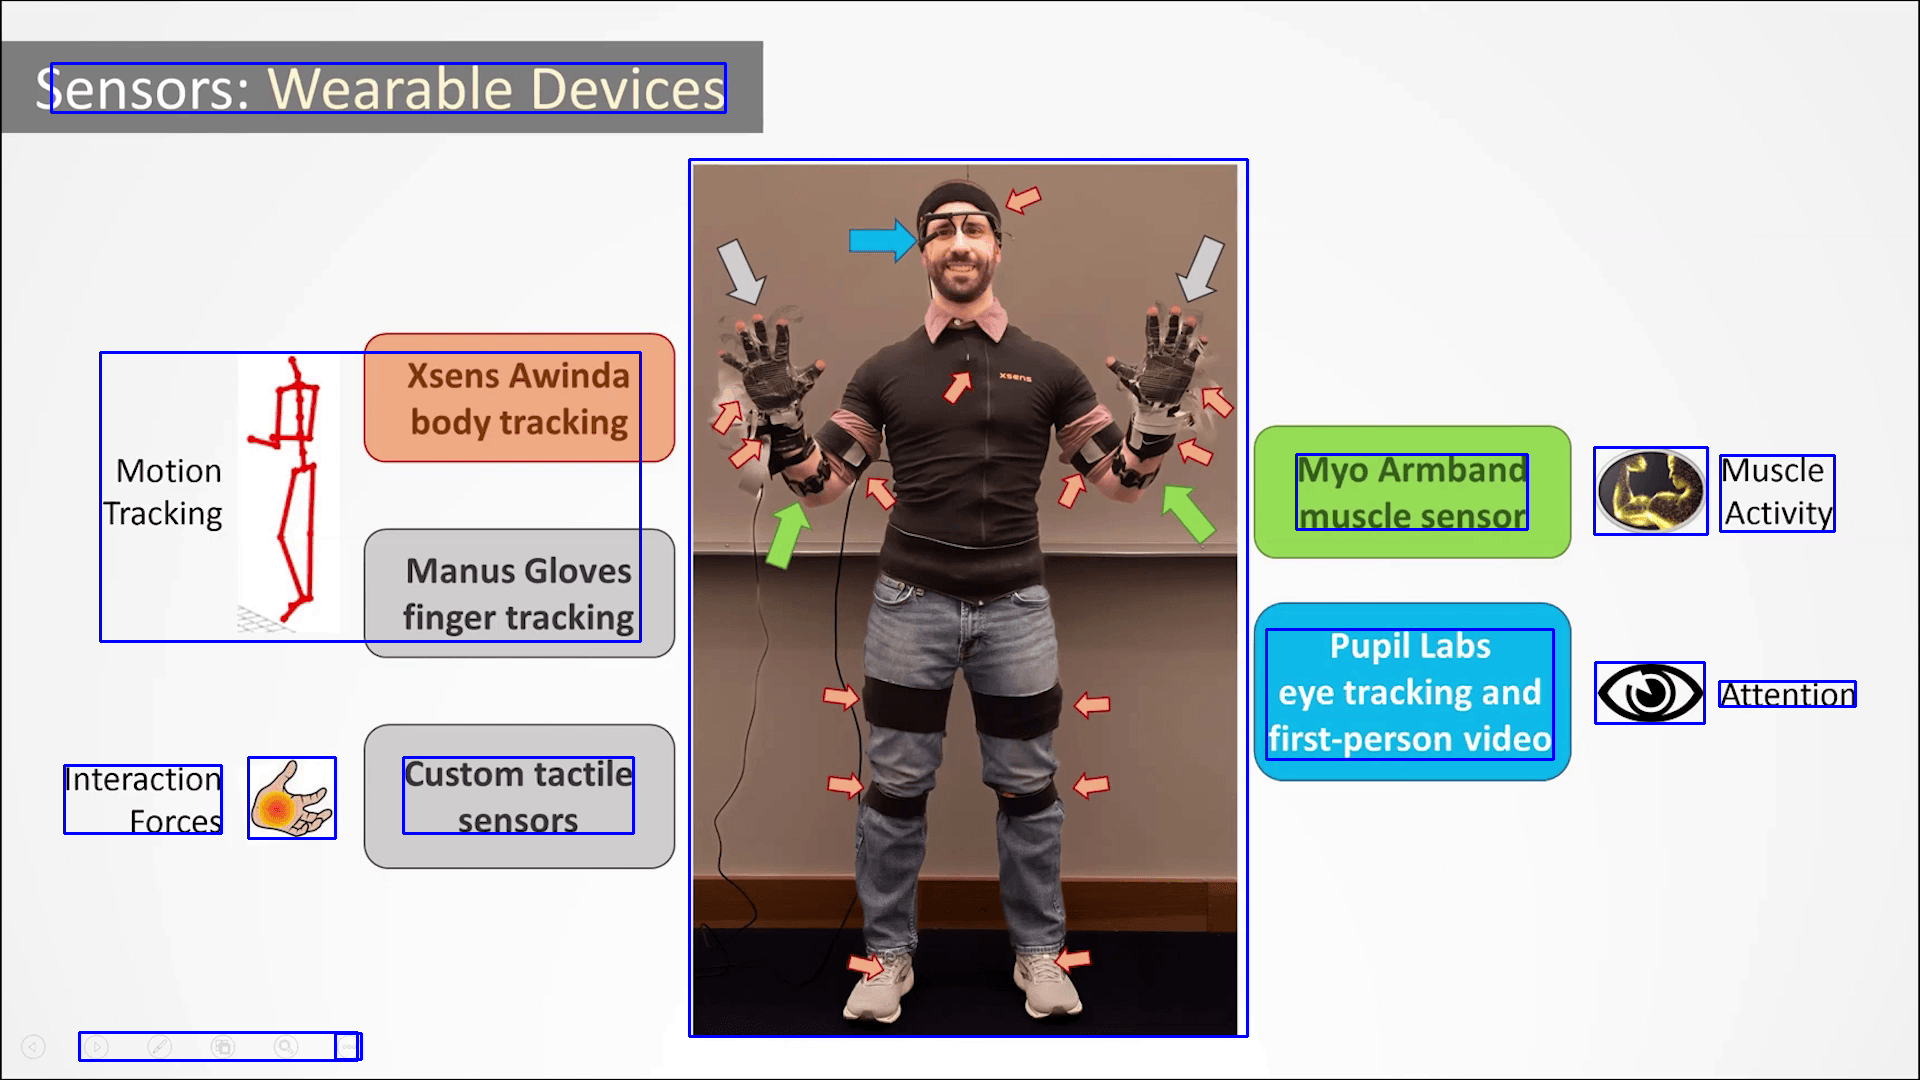 Sensors: Wearable Devices
Motion
Tracking
Xsens Awinda
body tracking
Manus Gloves
finger tracking
Interaction
Forces
Custom tactile
sensors
xsens
Myo Armband
muscle sensor
Muscle
Activity
Pupil Labs
eye tracking and
first-person video
Attention